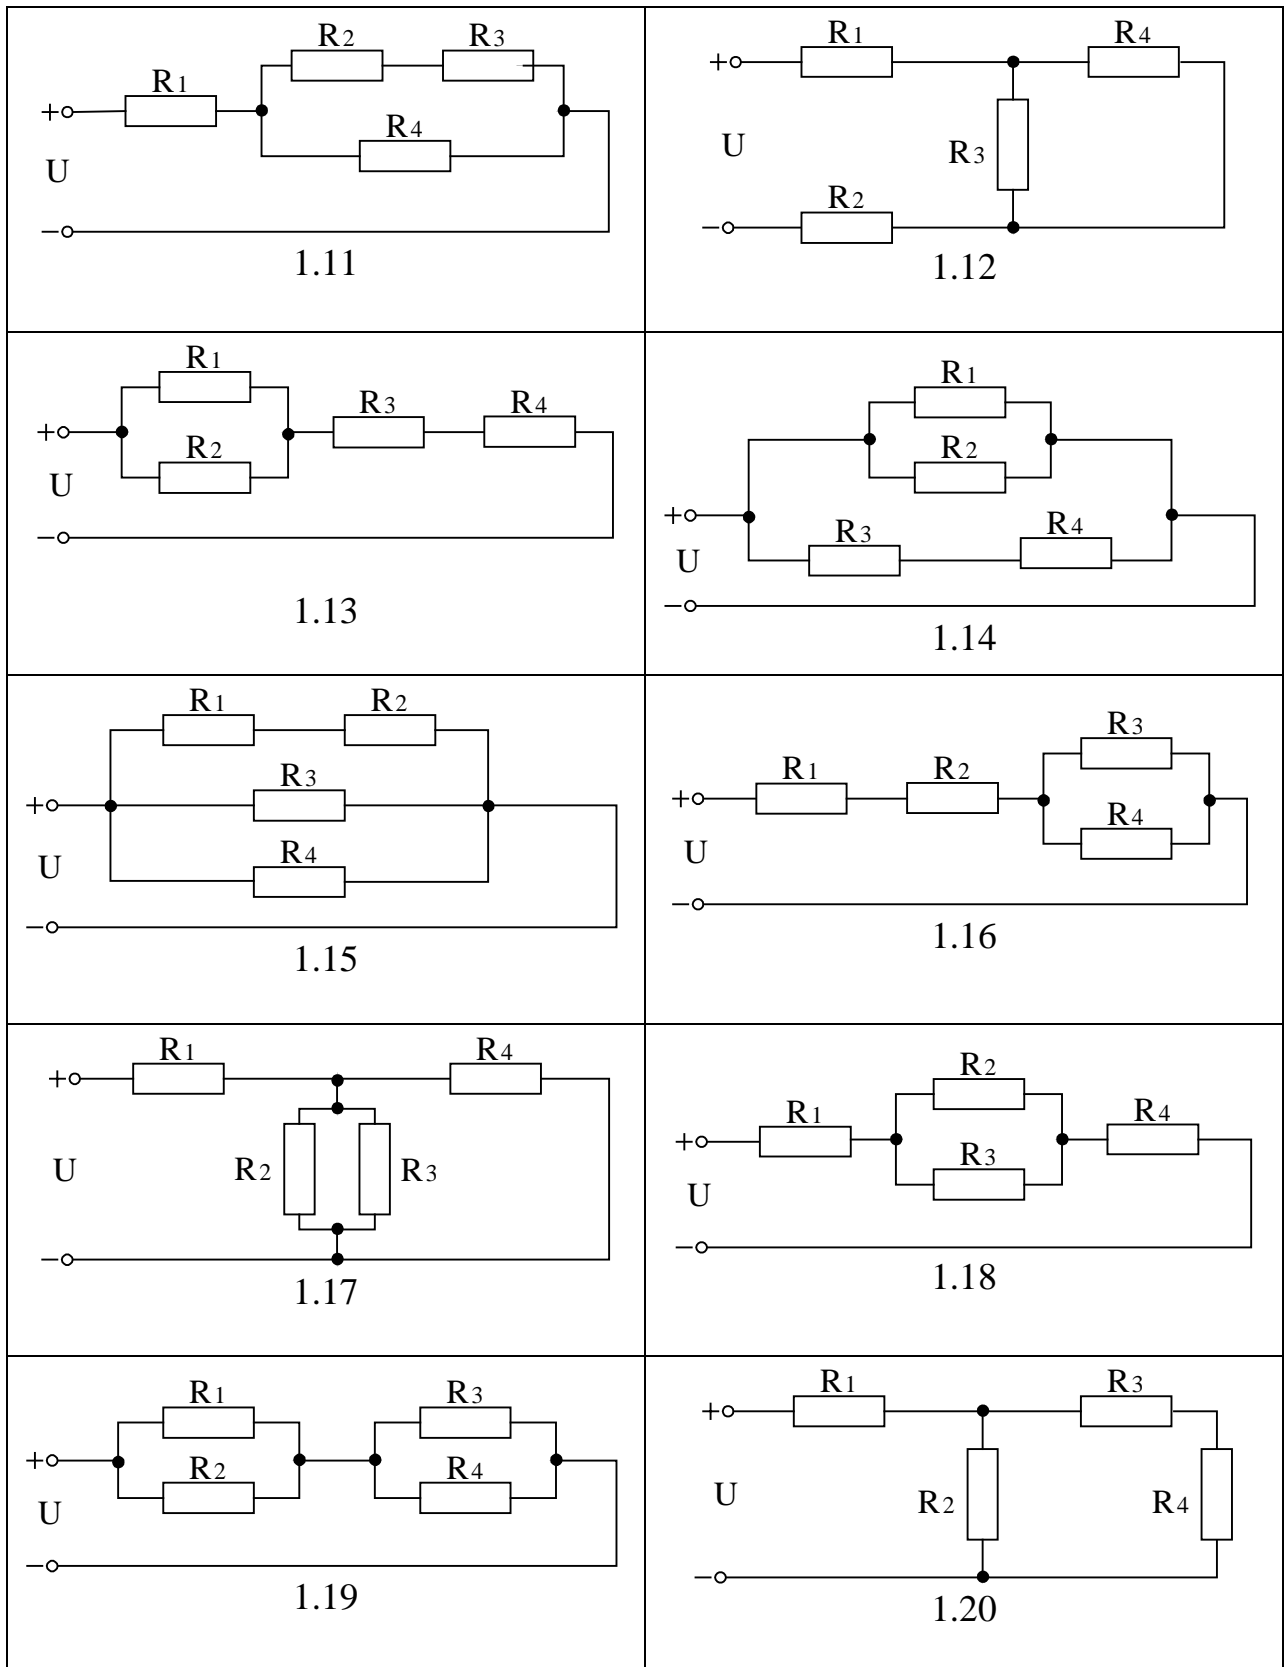 R2 R3
R1
+
R4
U
−
1.11
R1 R4
+
U R3
R2
−
1.12
R1
R3 R4
+
R2
U
−
1.13
R1
R2
+
R3 R4
U
−
1.14
R1 R2
R3
+
R4
U
−
1.15
R3
R1 R2
+
R4
U
−
1.16
R1 R4
+
U R2 R3
−
1.17
R2
R1 R4
+
R3
U
−
1.18
R1 R3
+
R2 R4
U
−
1.19
R1 R3
+
U R2 R4
−
1.20